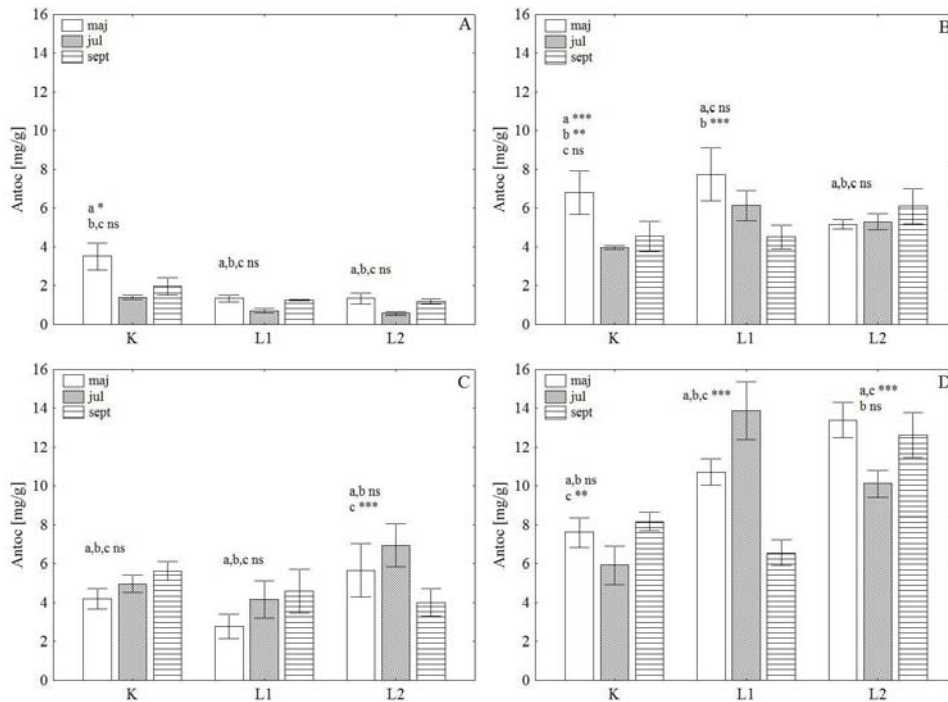 A
maj
jul
sept
Antoc [mg/g]
16
14
12
10
8
6
4
2
0
a *
b,c ns
a,b,c ns
a,b,c ns
K
L1
L2
B
maj
jul
sept
Antoc [mg/g]
16
14
12
10
8
6
4
2
0
a ***
b **
c ns
a,c ns
b ***
a,b,c ns
K
L1
L2
C
maj
jul
sept
Antoc [mg/g]
16
14
12
10
8
6
4
2
0
a,b,c ns
a,b,c ns
a,b ns
c ***
K
L1
L2
D
maj
jul
sept
Antoc [mg/g]
16
14
12
10
8
6
4
2
0
a,b ns
c **
a,b,c ***
a,c ***
b ns
K
L1
L2